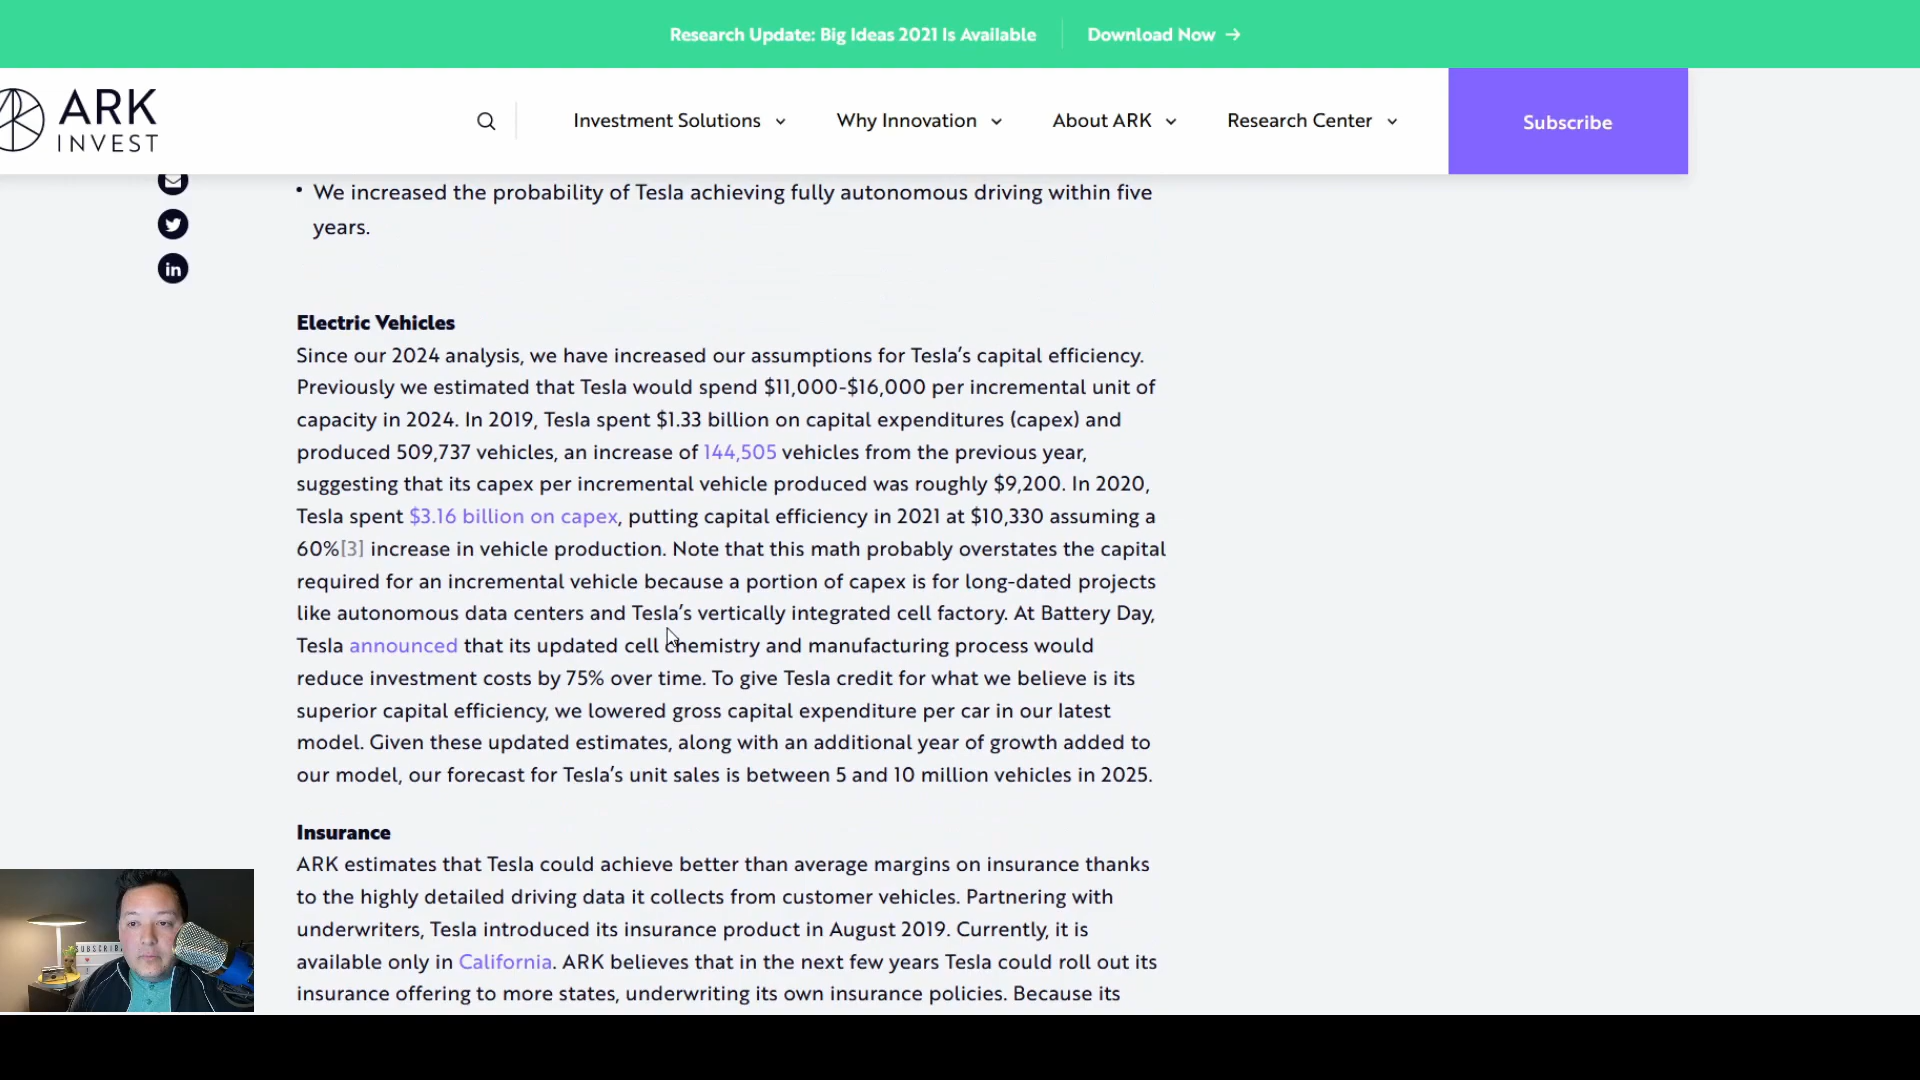 Research Update: Big Ideas 2021 Is Available
Download Now →
ARK
INVEST
Investment Solutions
Why Innovation
About ARK
Research Center
Subscribe
• We increased the probability of Tesla achieving fully autonomous driving within five
years.
in
Electric Vehicles
Since our 2024 analysis, we have increased our assumptions for Tesla’s capital efficiency.
Previously we estimated that Tesla would spend $11,000-$16,000 per incremental unit of
capacity in 2024. In 2019, Tesla spent $1.33 billion on capital expenditures (capex) and
produced 509,737 vehicles, an increase of 144,505 vehicles from the previous year,
suggesting that its capex per incremental vehicle produced was roughly $9,200. In 2020,
Tesla spent $3.16 billion on capex, putting capital efficiency in 2021 at $10,330 assuming a
60%[3] increase in vehicle production. Note that this math probably overstates the capital
required for an incremental vehicle because a portion of capex is for long-dated projects
like autonomous data centers and Tesla’s vertically integrated cell factory. At Battery Day,
Tesla announced that its updated cell chemistry and manufacturing process would
reduce investment costs by 75% over time. To give Tesla credit for what we believe is its
superior capital efficiency, we lowered gross capital expenditure per car in our latest
model. Given these updated estimates, along with an additional year of growth added to
our model, our forecast for Tesla’s unit sales is between 5 and 10 million vehicles in 2025.
Insurance
ARK estimates that Tesla could achieve better than average margins on insurance thanks
to the highly detailed driving data it collects from customer vehicles. Partnering with
underwriters, Tesla introduced its insurance product in August 2019. Currently, it is
available only in California. ARK believes that in the next few years Tesla could roll out its
insurance offering to more states, underwriting its own insurance policies. Because its